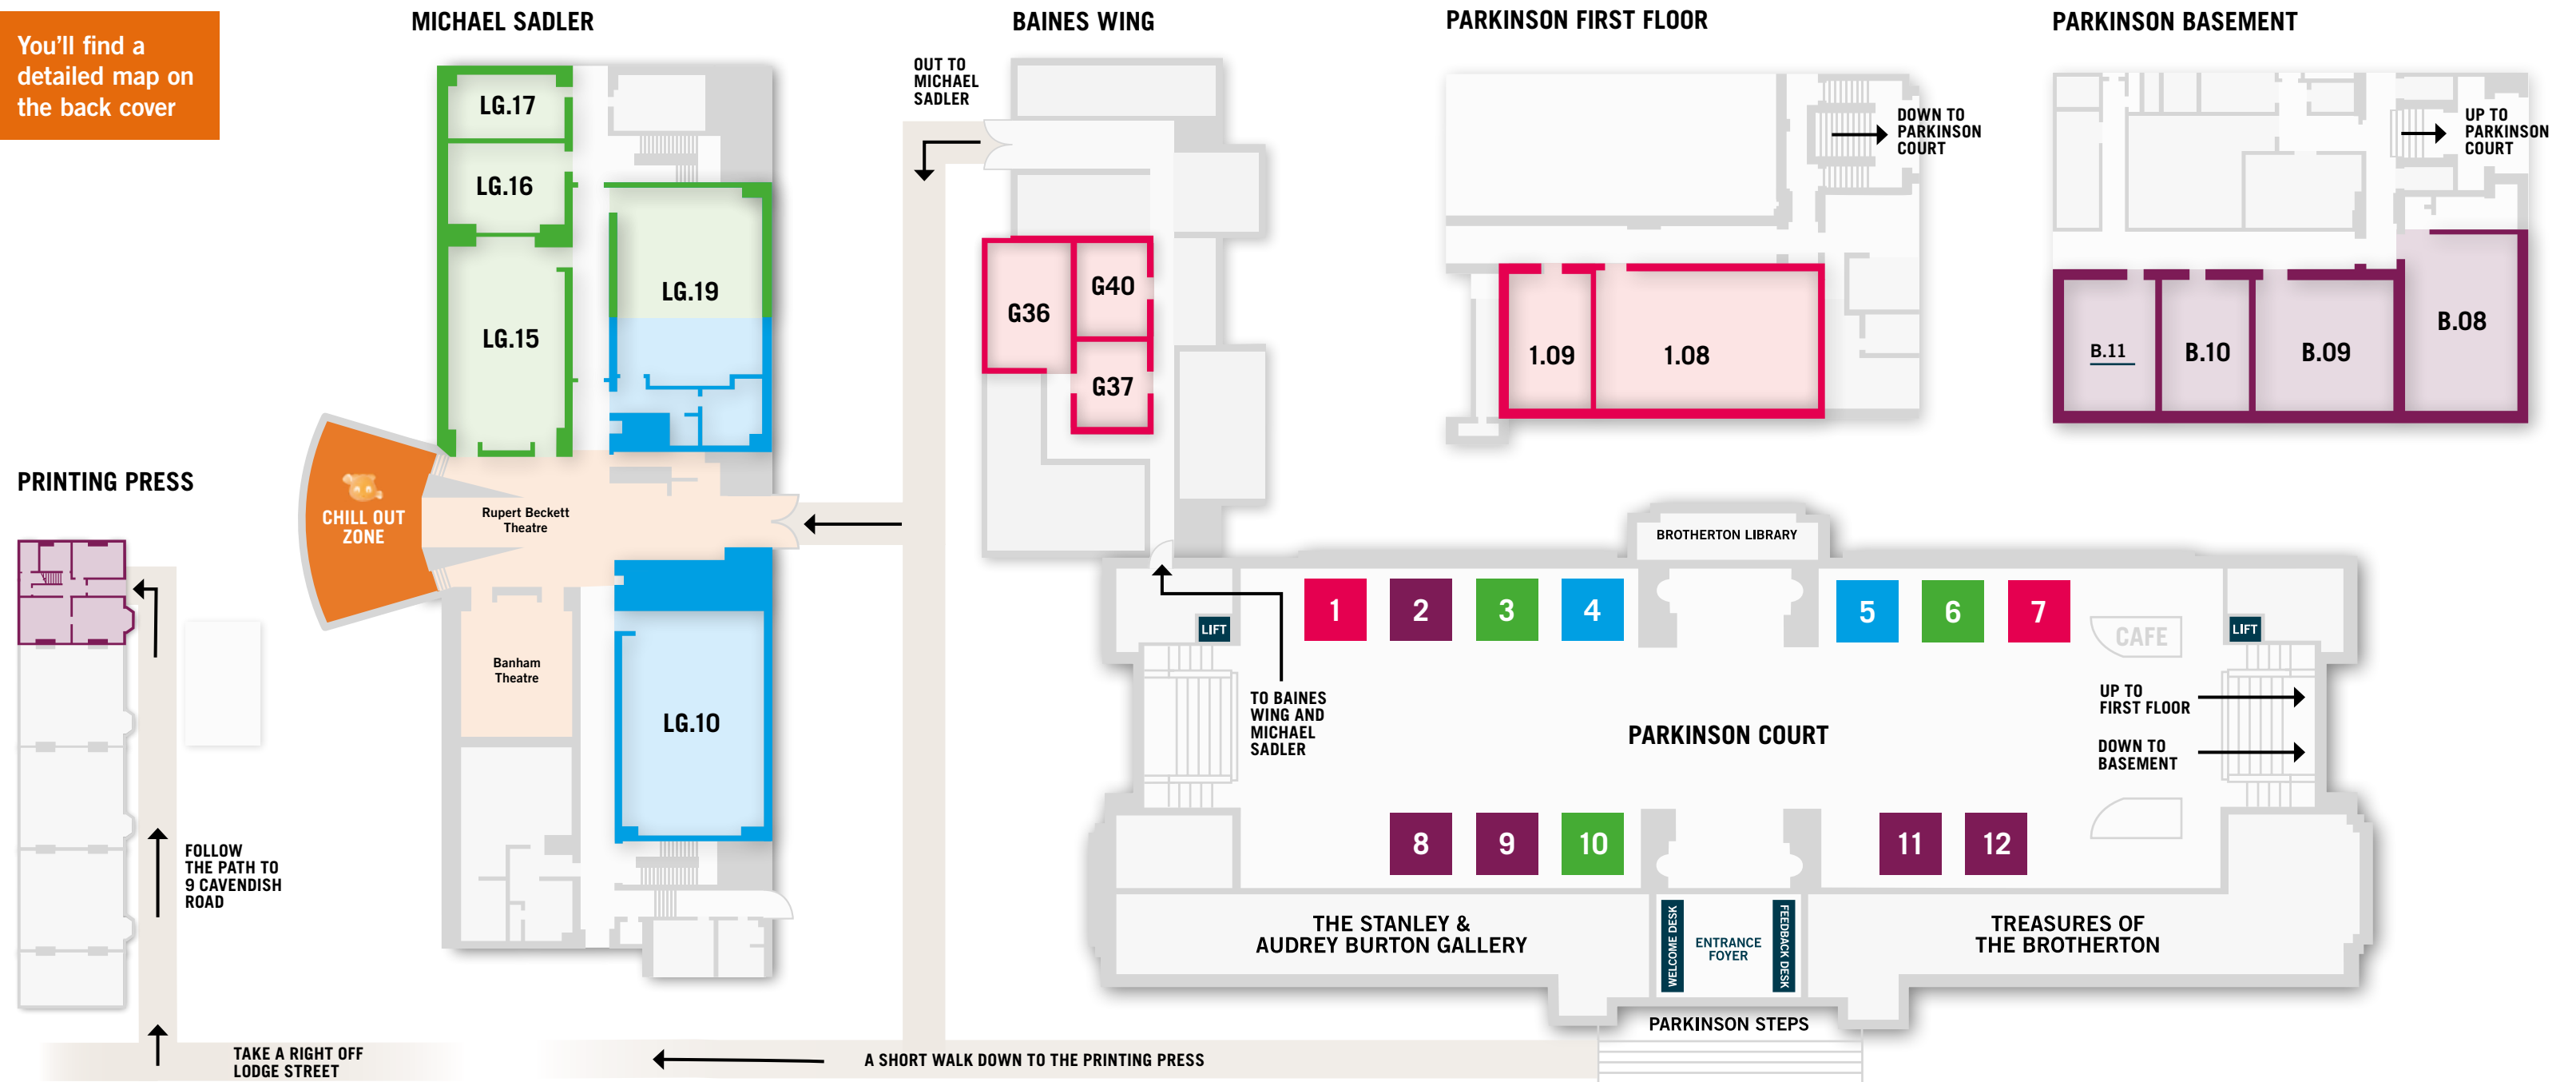 You'll find a
detailed map on
the back cover
MICHAEL SADLER
BAINES WING
PARKINSON FIRST FLOOR
PARKINSON BASEMENT
OUT TO
MICHAEL
SADLER
LG.17
LG.16
LG.19
LG.15
G36
G40
G37
DOWN TO
PARKINSON
COURT
1.09
1.08
UP TO
PARKINSON
COURT
B.11
B.10
B.09
B.08
PRINTING PRESS
CHILL OUT
ZONE
Rupert Beckett
Theatre
Banham
Theatre
LG.10
BROTHERTON LIBRARY
1
2
3
4
5
6
7
LIFT
CAFE
LIFT
TO BAINES
WING AND
MICHAEL
SADLER
PARKINSON COURT
UP TO
FIRST FLOOR
DOWN TO
BASEMENT
8
9
10
11
12
FOLLOW
THE PATH TO
9 CAVENDISH
ROAD
THE STANLEY &
AUDREY BURTON GALLERY
WELCOME DESK
ENTRANCE
FOYER
FEEDBACK DESK
TREASURES OF
THE BROTHERTON
PARKINSON STEPS
TAKE A RIGHT OFF
LODGE STREET
A SHORT WALK DOWN TO THE PRINTING PRESS